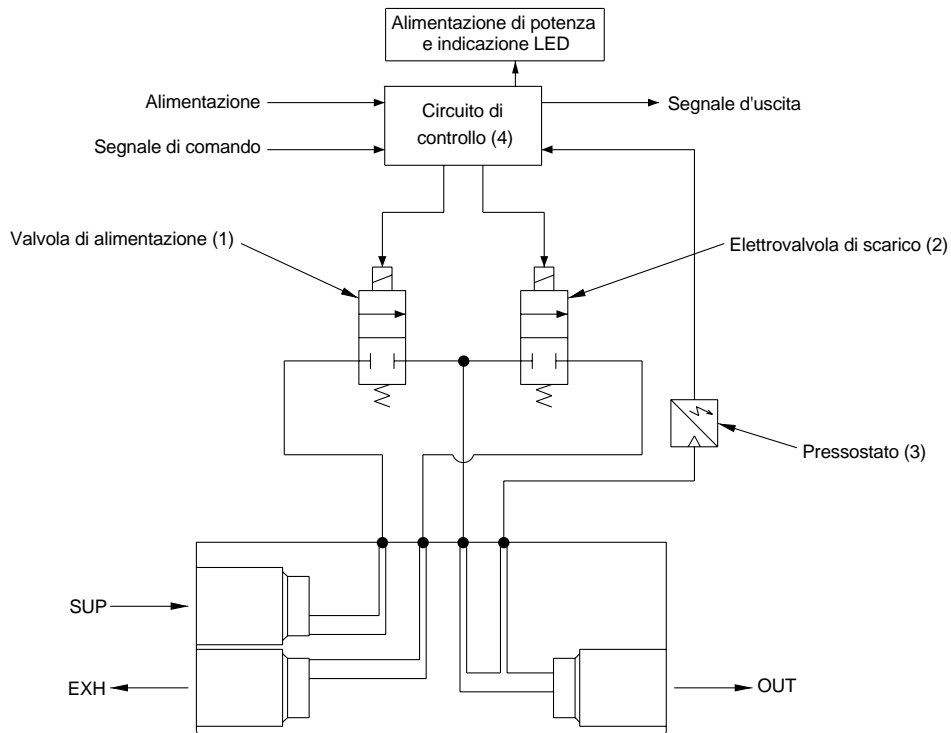 Alimentazione di potenza
e indicazione LED
Alimentazione
Circuito di
controllo (4)
Segnale d'uscita
Segnale di comando
Valvola di alimentazione (1)
Elettrovalvola di scarico (2)
Pressostato (3)
SUP
EXH
OUT